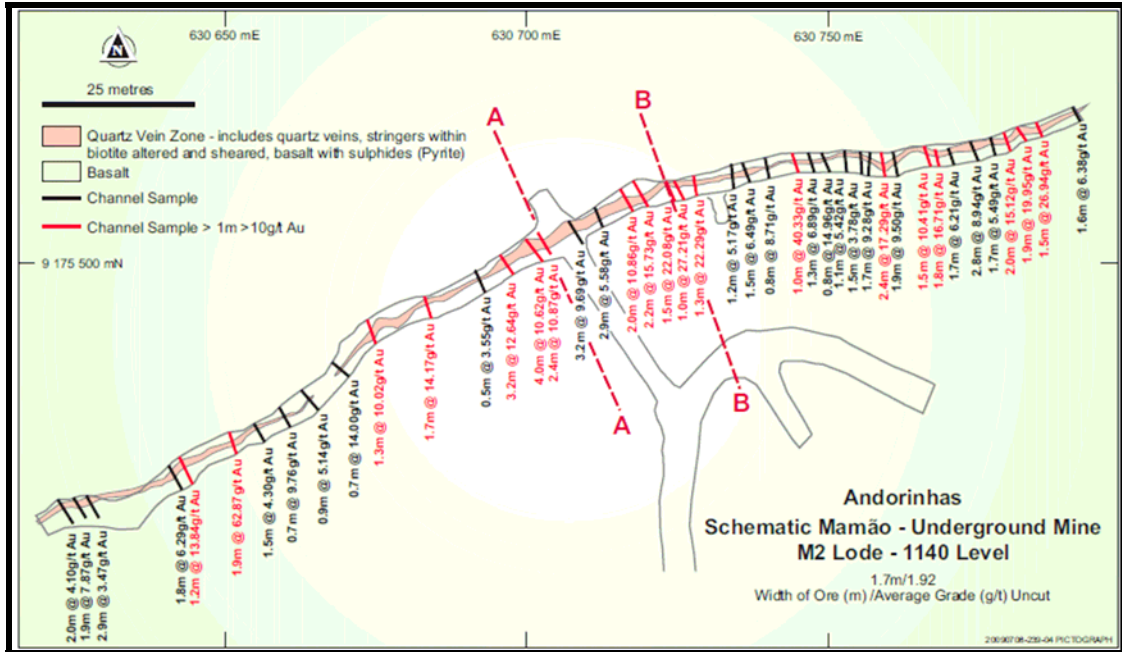 630 650 mE
630 700 mE
630 750 mE
N
25 metres
Quartz Vein Zone - includes quartz veins, stringers within
biotite altered and sheared, basalt with sulphides (Pyrite)
Basalt
Channel Sample
Channel Sample > 1m >10g/t Au
9 175 500 mN
A
B
A
B
2.0m @ 4.10g/t Au
1.9m @ 7.87g/t Au
2.9m @ 3.47g/t Au
1.8m @ 6.29g/t Au
1.2m @ 13.84g/t Au
1.9m @ 62.87g/t Au
1.5m @ 4.30g/t Au
0.7m @ 9.76g/t Au
0.9m @ 5.14g/t Au
0.7m @ 14.00g/t Au
1.3m @ 10.02g/t Au
1.7m @ 14.17g/t Au
0.5m @ 3.55g/t Au
3.2m @ 12.64g/t Au
4.0m @ 10.62g/t Au
2.4m @ 10.87g/t Au
3.2m @ 9.69g/t Au
2.9m @ 5.58g/t Au
2.0m @ 10.86g/t Au
2.2m @ 15.73g/t Au
1.5m @ 22.08g/t Au
1.0m @ 27.21g/t Au
1.3m @ 22.29g/t Au
1.2m @ 5.17g/t Au
1.5m @ 6.49g/t Au
0.8m @ 8.71g/t Au
1.0m @ 40.33g/t Au
1.3m @ 6.89g/t Au
0.8m @ 14.96g/t Au
1.1m @ 5.42g/t Au
1.5m @ 3.78g/t Au
1.7m @ 9.28g/t Au
2.4m @ 17.29g/t Au
1.9m @ 9.50g/t Au
1.5m @ 10.41g/t Au
1.8m @ 16.71g/t Au
1.7m @ 6.21g/t Au
2.8m @ 8.94g/t Au
1.7m @ 5.49g/t Au
2.0m @ 15.12g/t Au
1.9m @ 19.95g/t Au
1.5m @ 26.94g/t Au
1.6m @ 6.38g/t Au
Andorinhas
Schematic Mamão - Underground Mine
M2 Lode - 1140 Level
1.7m/1.92
Width of Ore (m) /Average Grade (g/t) Uncut
20090706-239-04 PICTOGRAPH